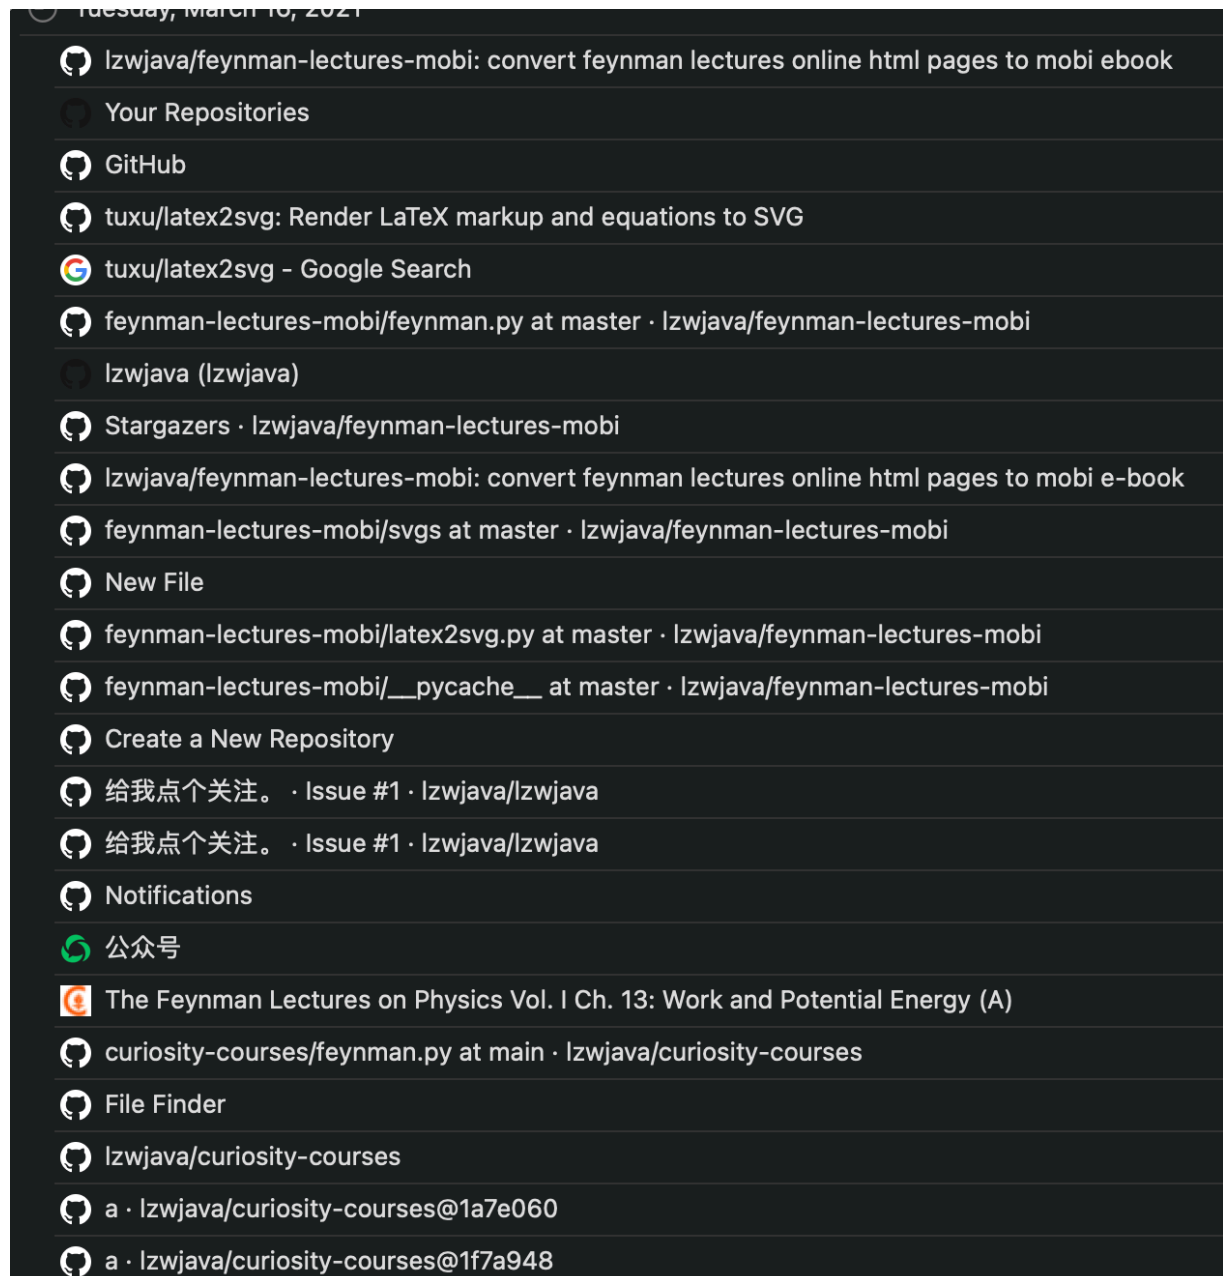 Tuesday, March 16, 2021
lzwjava/feynman-lectures-mobi: convert feynman lectures online html pages to mobi ebook
Your Repositories
GitHub
tuxu/latex2svg: Render LaTeX markup and equations to SVG
tuxu/latex2svg - Google Search
feynman-lectures-mobi/feynman.py at master · lzwjava/feynman-lectures-mobi
lzwjava (lzwjava)
Stargazers · lzwjava/feynman-lectures-mobi
lzwjava/feynman-lectures-mobi: convert feynman lectures online html pages to mobi e-book
feynman-lectures-mobi/svgs at master · lzwjava/feynman-lectures-mobi
New File
feynman-lectures-mobi/latex2svg.py at master · lzwjava/feynman-lectures-mobi
feynman-lectures-mobi/__pycache__ at master · lzwjava/feynman-lectures-mobi
Create a New Repository
给我点个关注。 · Issue #1 · lzwjava/lzwjava
给我点个关注。 · Issue #1 · lzwjava/lzwjava
Notifications
公众号
The Feynman Lectures on Physics Vol. I Ch. 13: Work and Potential Energy (A)
curiosity-courses/feynman.py at main · lzwjava/curiosity-courses
File Finder
lzwjava/curiosity-courses
a · lzwjava/curiosity-courses@1a7e060
a · lzwjava/curiosity-courses@1f7a948